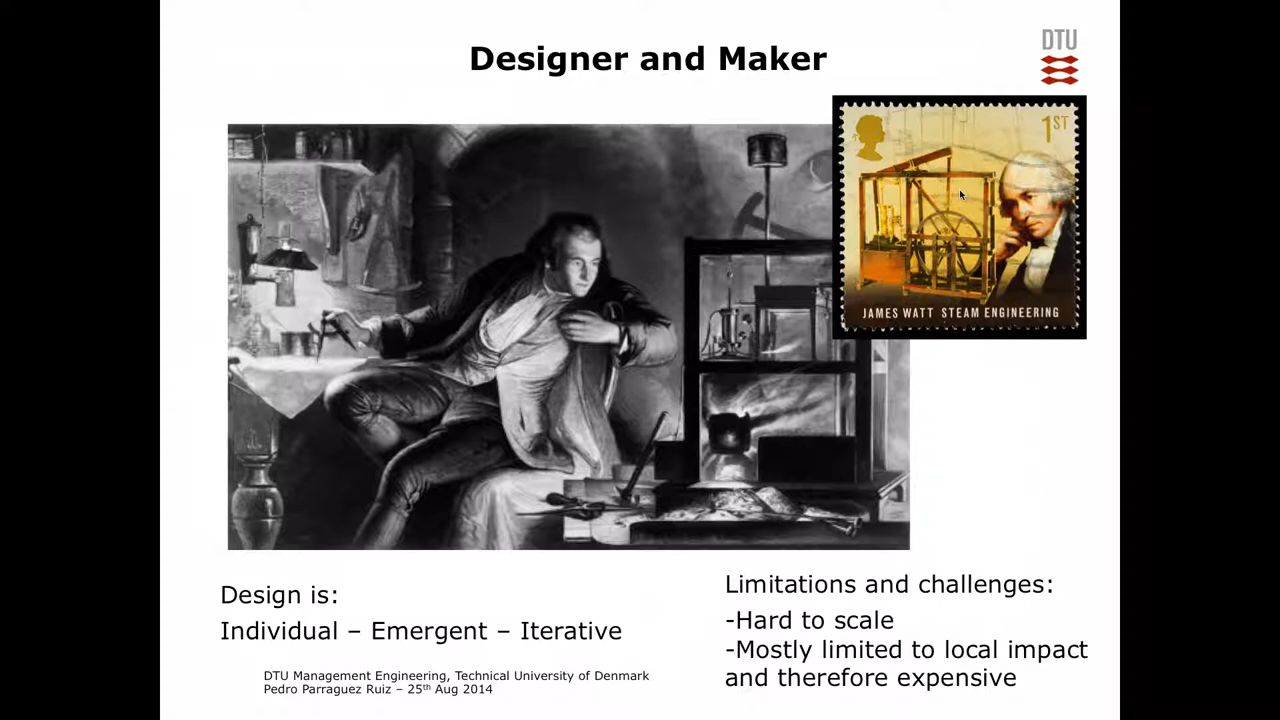 Designer and Maker
DTU
1ST
JAMES WATT STEAM ENGINEERING
Design is:
Individual – Emergent – Iterative
Limitations and challenges:
-Hard to scale
-Mostly limited to local impact
and therefore expensive
DTU Management Engineering, Technical University of Denmark
Pedro Parraguez Ruiz – 25th Aug 2014